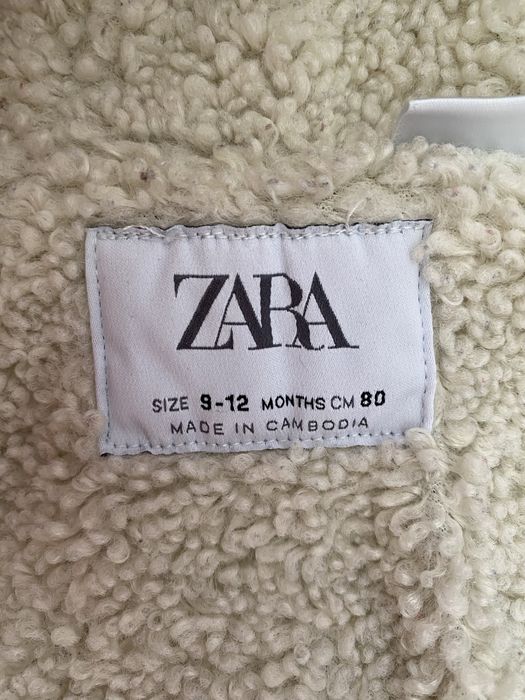 ZARA
SIZE 9-12 MONTHS CM 80
MADE IN CAMBODIA